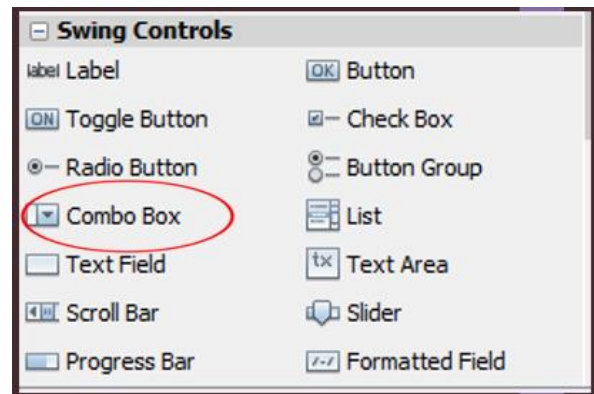 Swing Controls
label Label
OK Button
ON Toggle Button
Check Box
Radio Button
Button Group
Combo Box
List
Text Field
tx Text Area
Scroll Bar
Slider
Progress Bar
Formatted Field